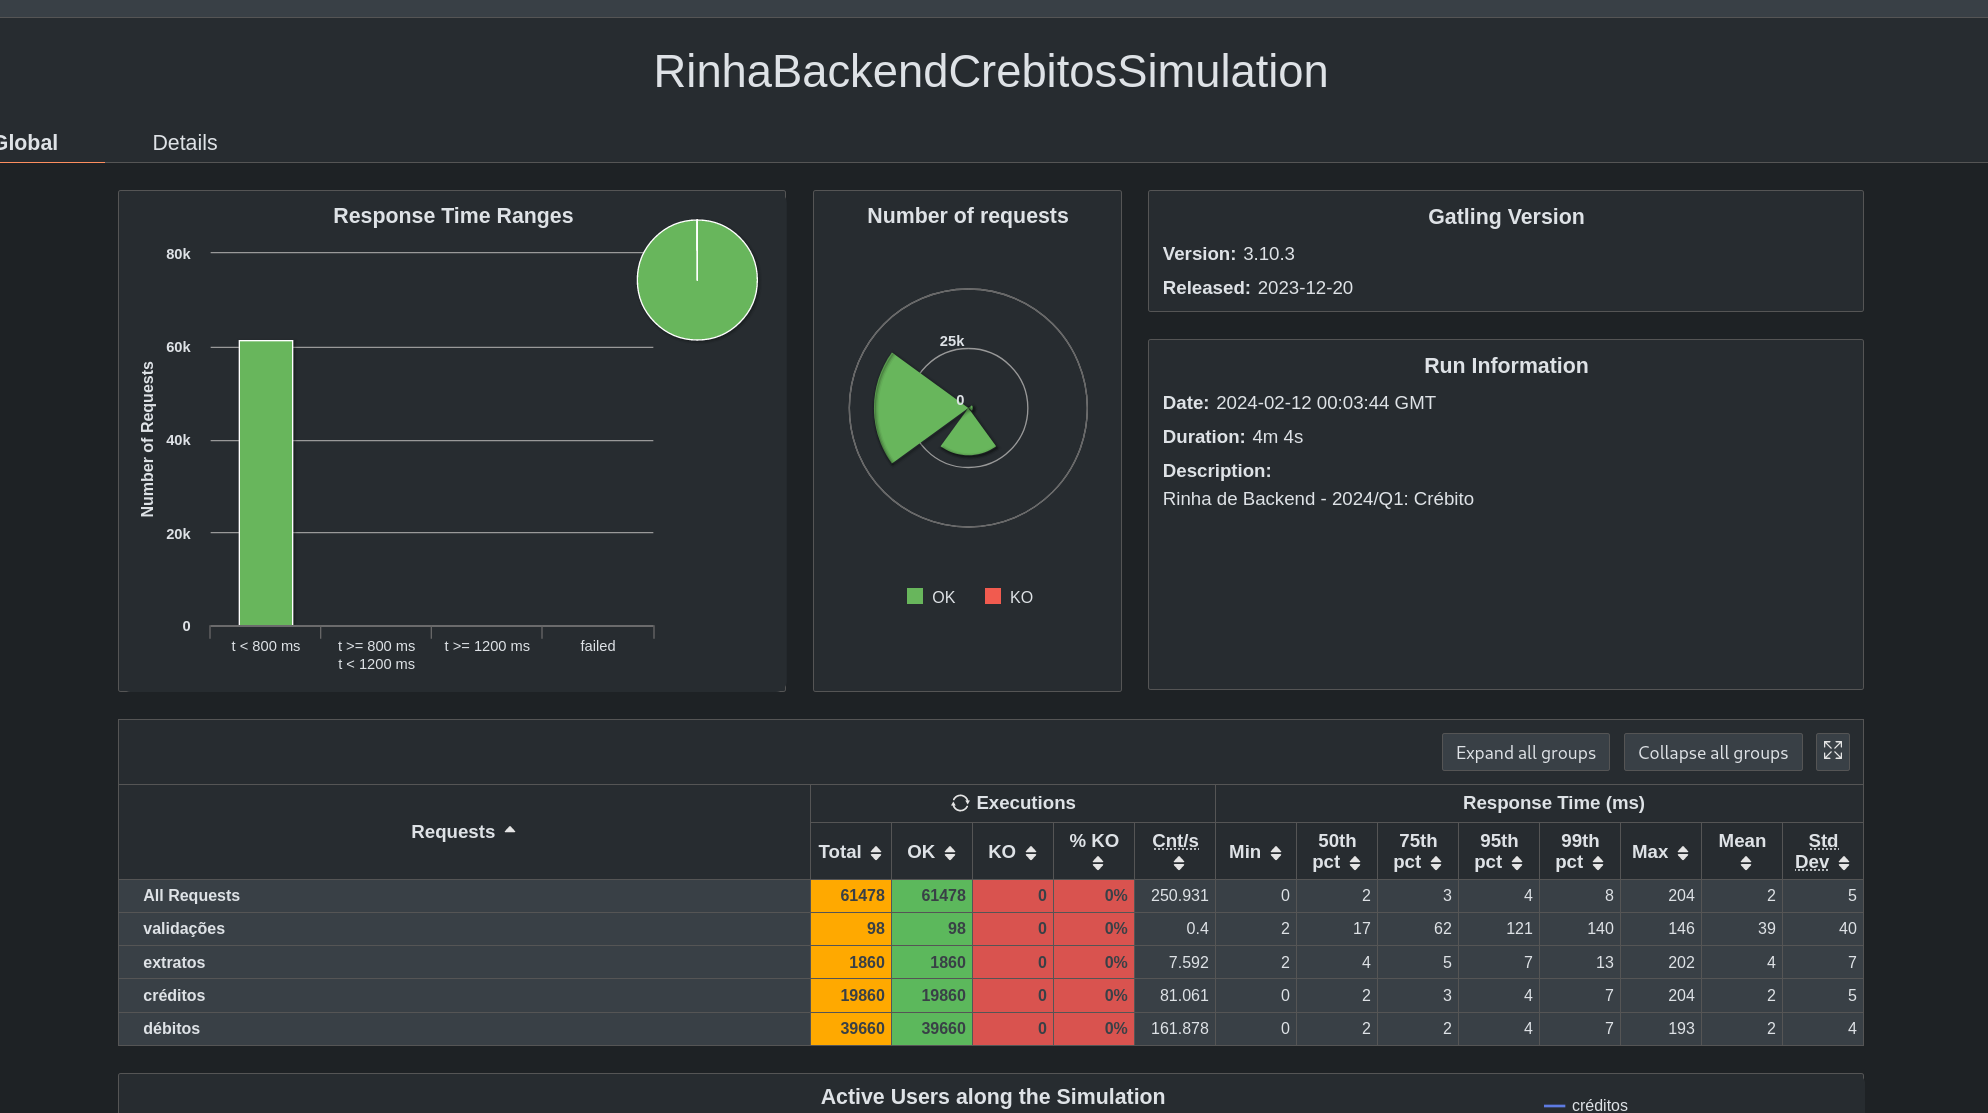 RinhaBackendCrebitosSimulation
Global
Details
Response Time Ranges
80k
60k
40k
20k
0
Number of Requests
t < 800 ms
t >= 800 ms
t < 1200 ms
t >= 1200 ms
failed
Number of requests
25k
0
OK
KO
Gatling Version
Version: 3.10.3
Released: 2023-12-20
Run Information
Date: 2024-02-12 00:03:44 GMT
Duration: 4m 4s
Description:
Rinha de Backend - 2024/Q1: Crébito
Expand all groups
Collapse all groups
Requests
Executions
Response Time (ms)
Total OK KO % KO Cnt/s Min 50th pct 75th pct 95th pct 99th pct Max Mean Std Dev
All Requests 61478 61478 0 0% 250.931 0 2 3 4 8 204 2 5
validações 98 98 0 0% 0.4 2 17 62 121 140 146 39 40
extratos 1860 1860 0 0% 7.592 2 4 5 7 13 202 4 7
créditos 19860 19860 0 0% 81.061 0 2 3 4 7 204 2 5
débitos 39660 39660 0 0% 161.878 0 2 2 4 7 193 2 4
Active Users along the Simulation
créditos